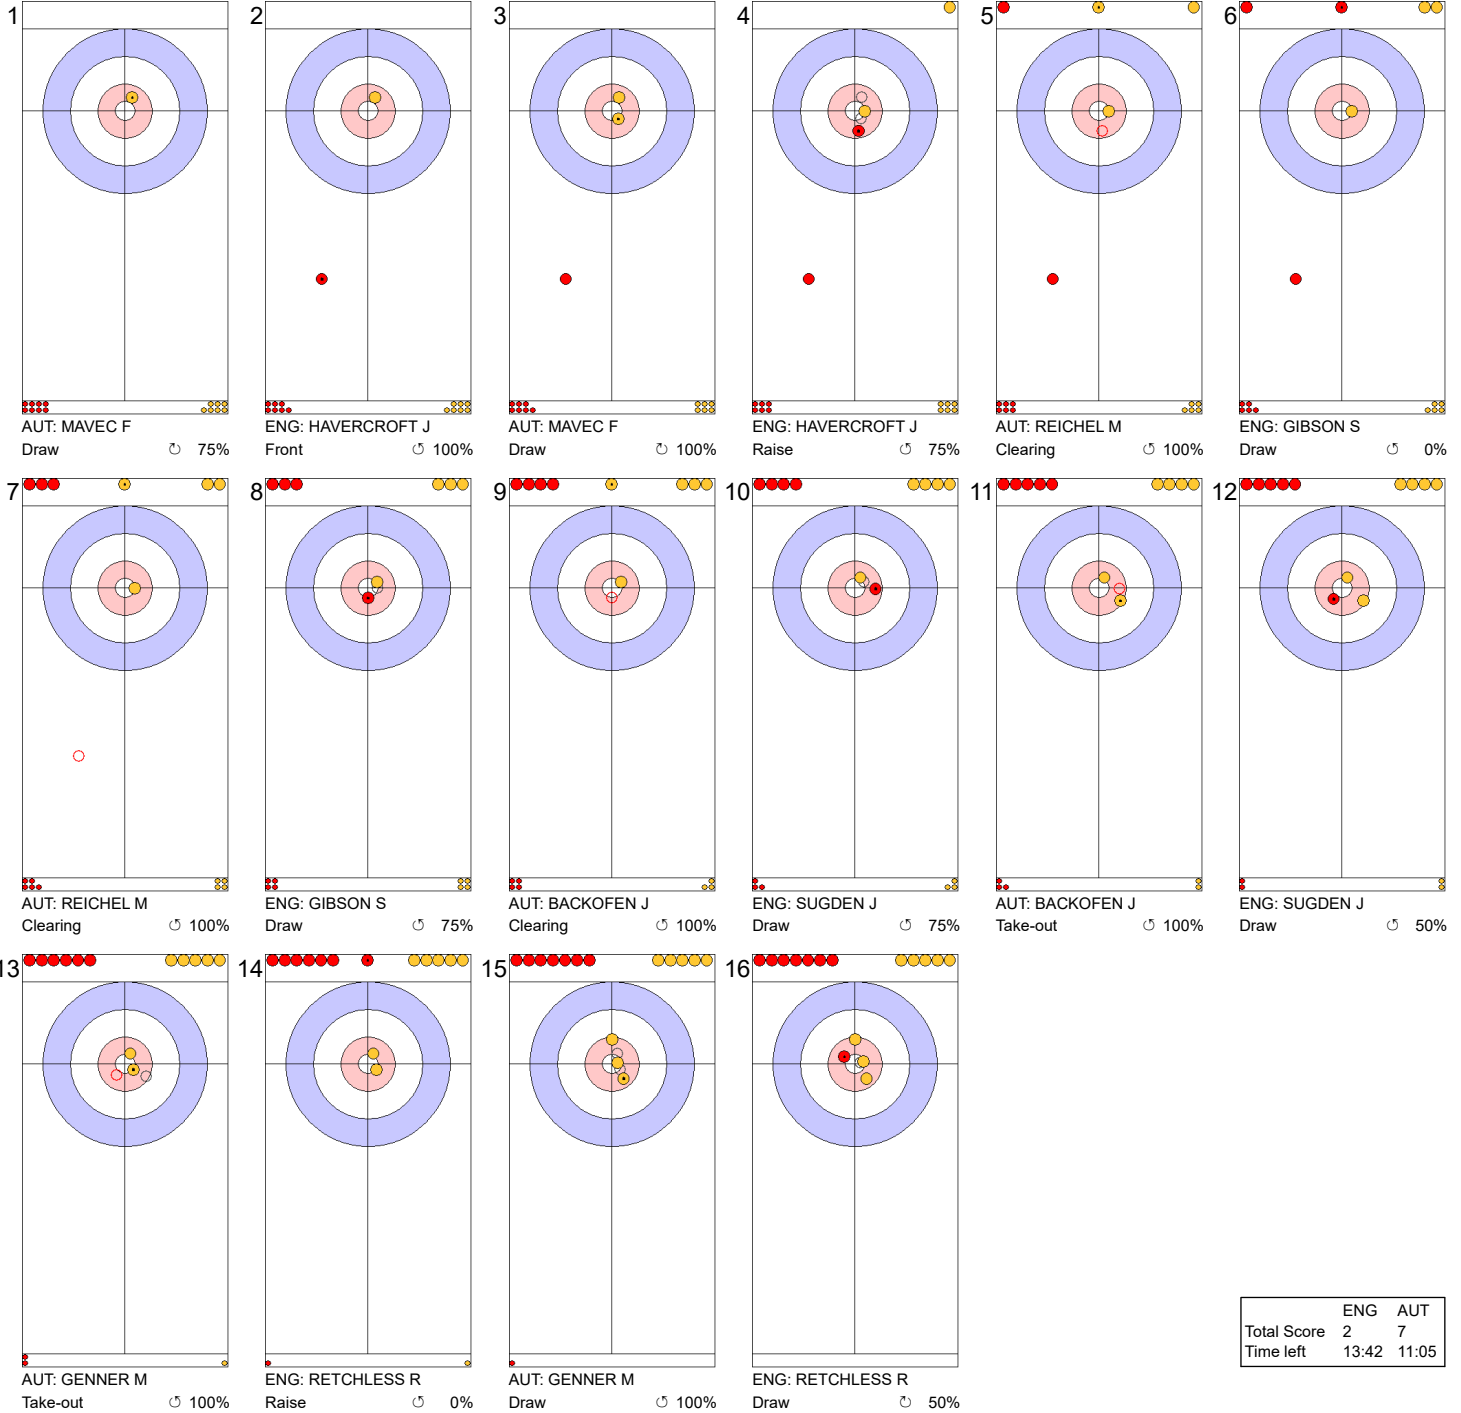 1 2 3 4 5 6
AUT: MAVEC F ENG: HAVERCROFT J AUT: MAVEC F ENG: HAVERCROFT J AUT: REICHEL M ENG: GIBSON S
Draw ↻ 75% Front ↺ 100% Draw ↻ 100% Raise ↺ 75% Clearing ↺ 100% Draw ↺ 0%
7 8 9 10 11 12
AUT: REICHEL M ENG: GIBSON S AUT: BACKOFEN J ENG: SUGDEN J AUT: BACKOFEN J ENG: SUGDEN J
Clearing ↺ 100% Draw ↺ 75% Clearing ↺ 100% Draw ↺ 75% Take-out ↺ 100% Draw ↺ 50%
13 14 15 16
ENG AUT
Total Score 2 7
Time left 13:42 11:05
AUT: GENNER M ENG: RETCHLESS R AUT: GENNER M ENG: RETCHLESS R
Take-out ↺ 100% Raise ↺ 0% Draw ↺ 100% Draw ↻ 50%